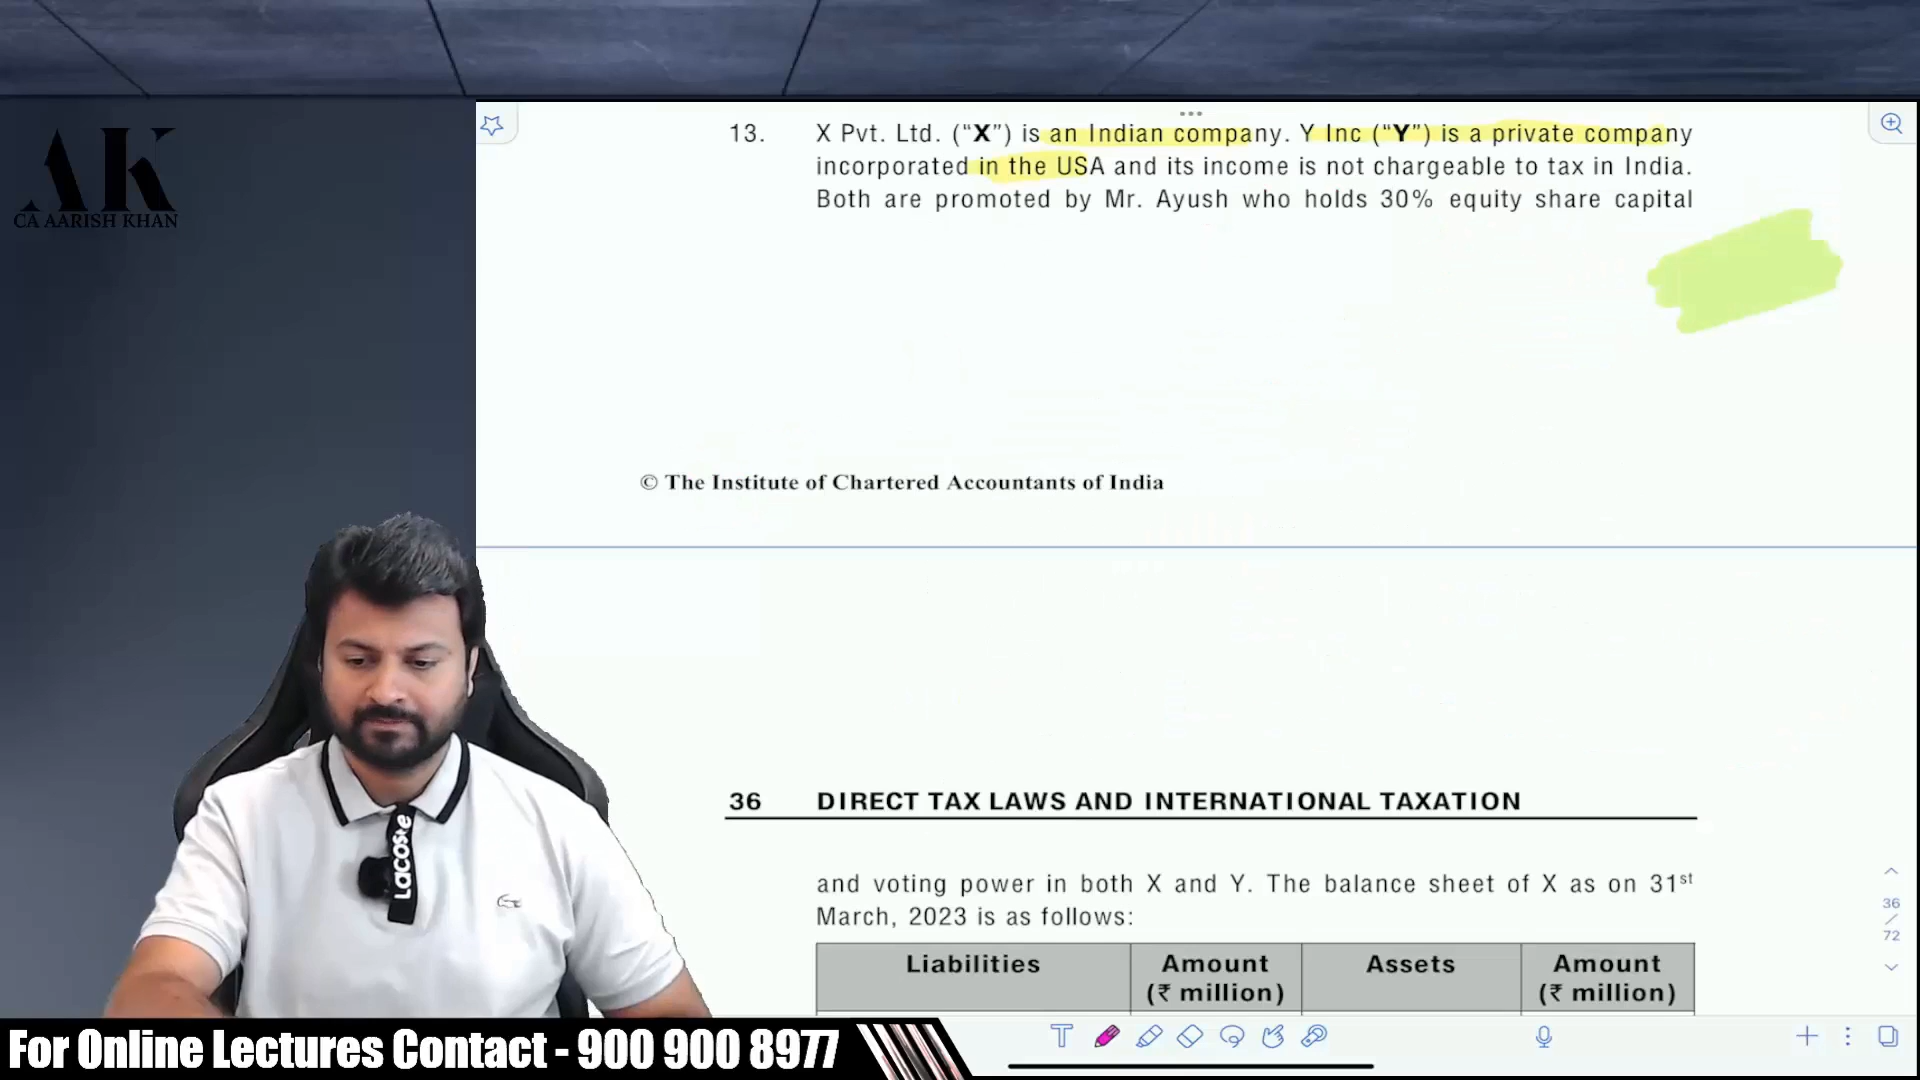 AK
CA AARISH KHAN
13. X Pvt. Ltd. (“X”) is an Indian company. Y Inc (“Y”) is a private company
incorporated in the USA and its income is not chargeable to tax in India.
Both are promoted by Mr. Ayush who holds 30% equity share capital
© The Institute of Chartered Accountants of India
36 DIRECT TAX LAWS AND INTERNATIONAL TAXATION
and voting power in both X and Y. The balance sheet of X as on 31st
March, 2023 is as follows:
Liabilities Amount (₹ million) Assets Amount (₹ million)
36
/
72
Lacoste
T
For Online Lectures Contact - 900 900 8977